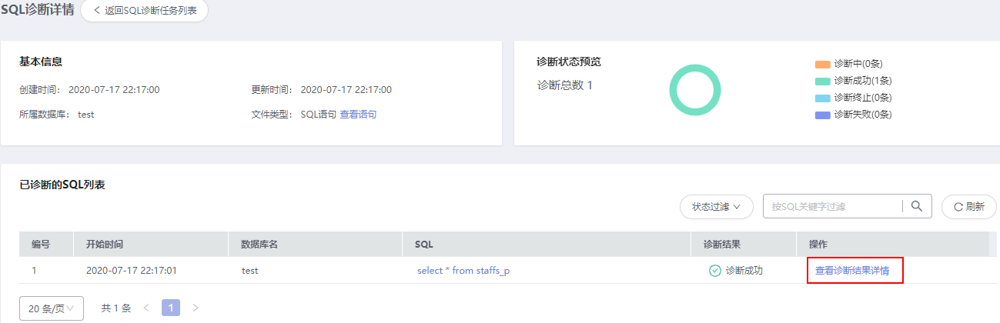 SQL诊断详情 返回SQL诊断任务列表
基本信息
创建时间： 2020-07-17 22:17:00 更新时间： 2020-07-17 22:17:00
所属数据库： test 文件类型： SQL语句 查看语句
诊断状态预览
诊断总数 1
诊断中(0条)
诊断成功(1条)
诊断终止(0条)
诊断失败(0条)
已诊断的SQL列表
状态过滤 按SQL关键字过滤 刷新
编号 开始时间 数据库名 SQL 诊断结果 操作
1 2020-07-17 22:17:01 test select * from staffs_p 诊断成功 查看诊断结果详情
20 条/页 共 1 条 < 1 >